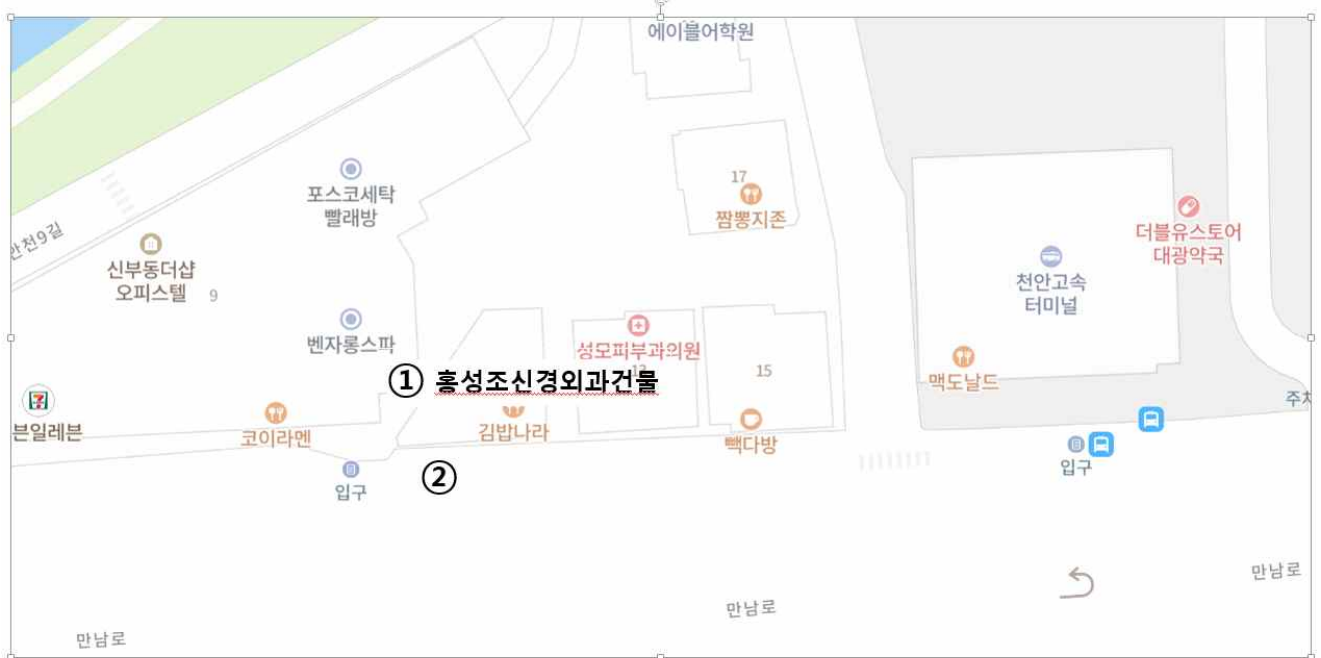 에이블어학원
17
짬뽕지존
포스코세탁
빨래방
안천9길
신부동더샵
오피스텔
9
더블유스토어
대광약국
천안고속
터미널
벤자롱스파
성모피부과의원
13
15
맥도날드
① 홍성조신경외과건물
7
븐일레븐
코이라멘
김밥나라
빽다방
주차
입구
②
입구
만남로
만남로
만남로